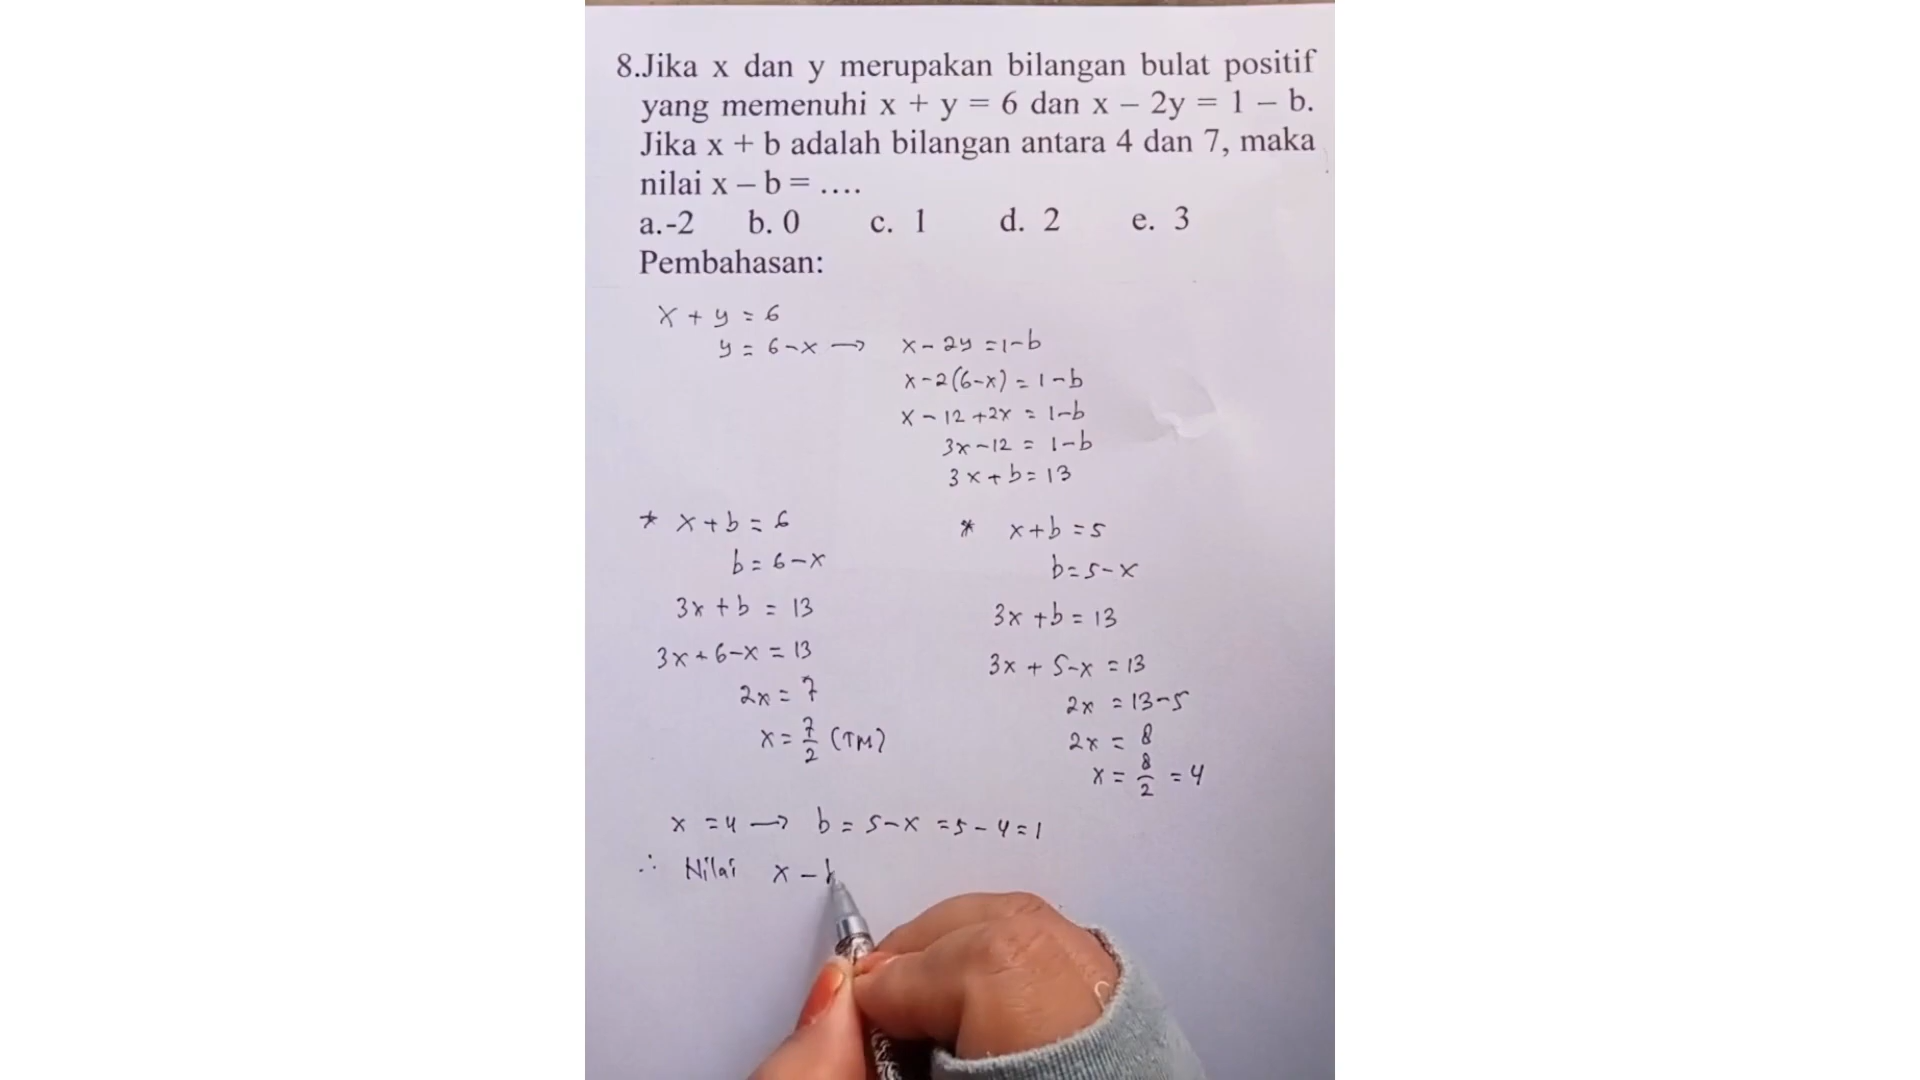 8.Jika x dan y merupakan bilangan bulat positif
yang memenuhi x + y = 6 dan x – 2y = 1 – b.
Jika x + b adalah bilangan antara 4 dan 7, maka
nilai x – b = ….
a.-2 b. 0 c. 1 d. 2 e. 3
Pembahasan:
x + y = 6
y = 6-x → x - 2y = 1-b
x-2(6-x) = 1-b
x - 12 +2x = 1-b
3x-12 = 1-b
3x+b=13
* x+b = 6
b = 6-x
3x + b = 13
3x+6-x = 13
2x = 7
x = 7/2 (TM)
* x+b = 5
b=5-x
3x +b = 13
3x + 5-x = 13
2x = 13-5
2x = 8
x = 8/2 = 4
x = 4 → b = 5-x = 5-4=1
∴ Nilai x -